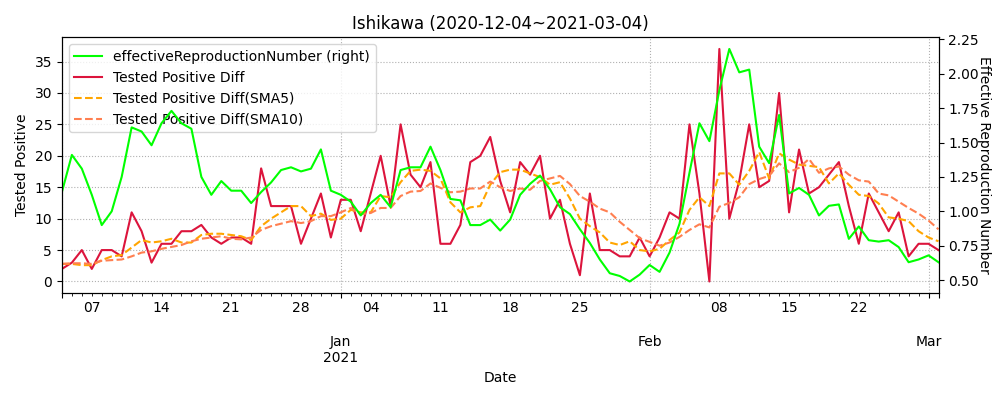 Ishikawa (2020-12-04~2021-03-04)
effectiveReproductionNumber (right)
Tested Positive Diff
Tested Positive Diff(SMA5)
Tested Positive Diff(SMA10)
Tested Positive
35
30
25
20
15
10
5
0
2.25
2.00
1.75
1.50
1.25
1.00
0.75
0.50
Effective Reproduction Number
07 14 21 28 04 11 18 25 08 15 22
Jan Feb Mar
2021
Date